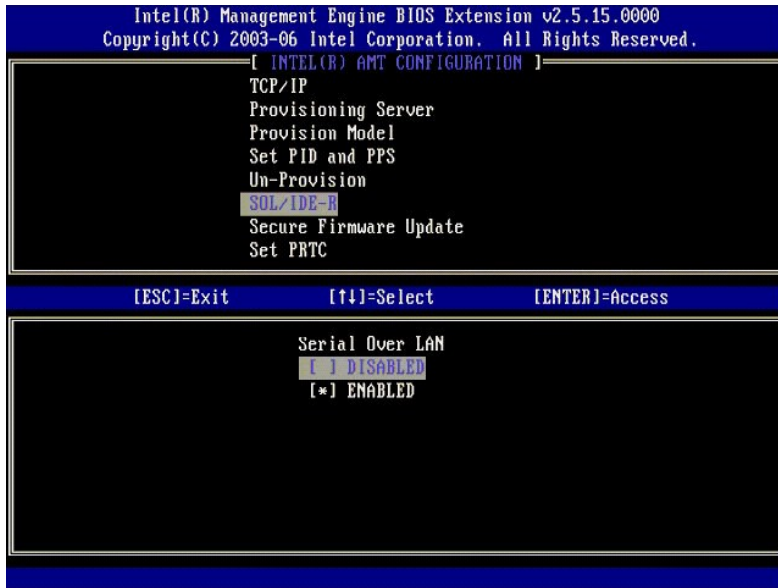 Intel(R) Management Engine BIOS Extension v2.5.15.0000
Copyright(C) 2003-06 Intel Corporation. All Rights Reserved.
[ INTEL(R) AMT CONFIGURATION ]
TCP/IP
Provisioning Server
Provision Model
Set PID and PPS
Un-Provision
SOL/IDE-R
Secure Firmware Update
Set PRTC
[ESC]=Exit [↑↓]=Select [ENTER]=Access
Serial Over LAN
[ ] DISABLED
[*] ENABLED